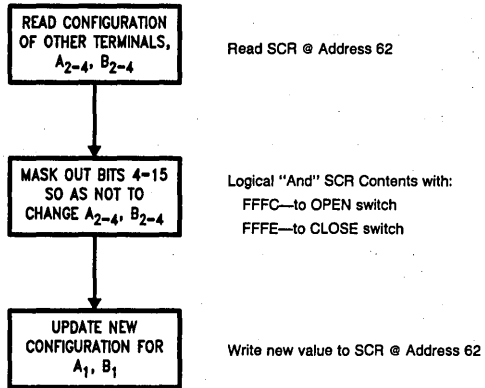 READ CONFIGURATION
OF OTHER TERMINALS,
A2-4, B2-4
Read SCR @ Address 62
MASK OUT BITS 4-15
SO AS NOT TO
CHANGE A2-4, B2-4
Logical "And" SCR Contents with:
FFFC—to OPEN switch
FFFE—to CLOSE switch
UPDATE NEW
CONFIGURATION FOR
A1, B1
Write new value to SCR @ Address 62